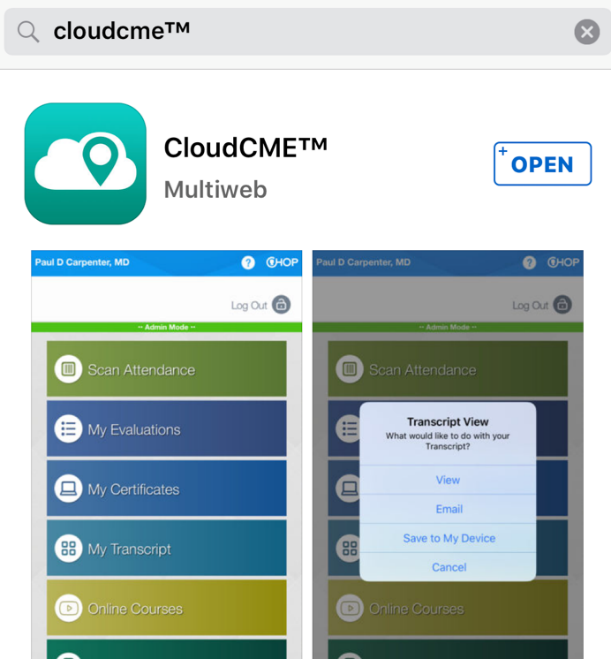 cloudcme™
CloudCME™
Multiweb
+OPEN
Paul D Carpenter, MD
? CHOP
Log Out
-- Admin Mode --
Scan Attendance
My Evaluations
My Certificates
My Transcript
Online Courses
Paul D Carpenter, MD
? CHOP
Log Out
-- Admin Mode --
Scan Attendance
Transcript View
What would like to do with your
Transcript?
View
Email
Save to My Device
Cancel
Online Courses